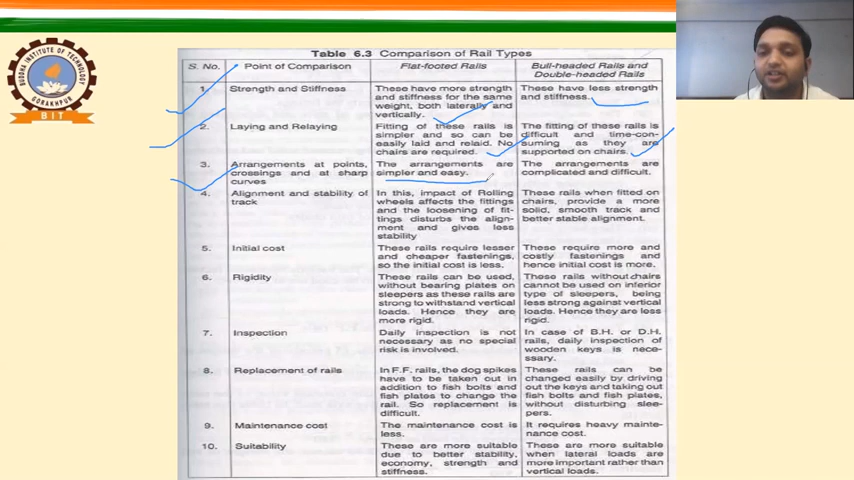 BUDDHA INSTITUTE OF TECHNOLOGY
GORAKHPUR
BIT
Table 6.3 Comparison of Rail Types
S. No.
Point of Comparison
Flat-footed Rails
Bull-headed Rails and
Double-headed Rails
1.
Strength and Stiffness
These have more strength
and stiffness for the same
weight, both laterally and
vertically.
These have less strength
and stiffness.
2.
Laying and Relaying
Fitting of these rails is
simpler and so can be
easily laid and relaid. No
chairs are required.
The fitting of these rails is
difficult and time-con-
suming as they are
supported on chairs.
3.
Arrangements at points,
crossings and at sharp
curves
The arrangements are
simpler and easy.
The arrangements are
complicated and difficult.
4.
Alignment and stability of
track
In this, impact of Rolling
wheels affects the fittings
and the loosening of fit-
tings disturbs the align-
ment and gives less
stability
These rails when fitted on
chairs, provide a more
solid, smooth track and
better stable alignment.
5.
Initial cost
These rails require lesser
and cheaper fastenings,
so the initial cost is less.
These require more and
costly fastenings and
hence initial cost is more.
6.
Rigidity
These rails can be used,
without bearing plates on
sleepers as these rails are
strong to withstand vertical
loads. Hence they are
more rigid.
These rails without chairs
cannot be used on inferior
type of sleepers, being
less strong against vertical
loads. Hence they are less
rigid.
7.
Inspection
Daily inspection is not
necessary as no special
risk is involved.
In case of B.H. or D.H.
rails, daily inspection of
wooden keys is nece-
ssary.
8.
Replacement of rails
In F.F. rails, the dog spikes
have to be taken out in
addition to fish bolts and
fish plates to change the
rail. So replacement is
difficult.
These rails can be
changed easily by driving
out the keys and taking out
fish bolts and fish plates,
without disturbing slee-
pers.
9.
Maintenance cost
The maintenance cost is
less.
It requires heavy mainte-
nance cost.
10.
Suitability
These are more suitable
due to better stability,
economy, strength and
stiffness.
These are more suitable
when lateral loads are
more important rather than
vertical loads.